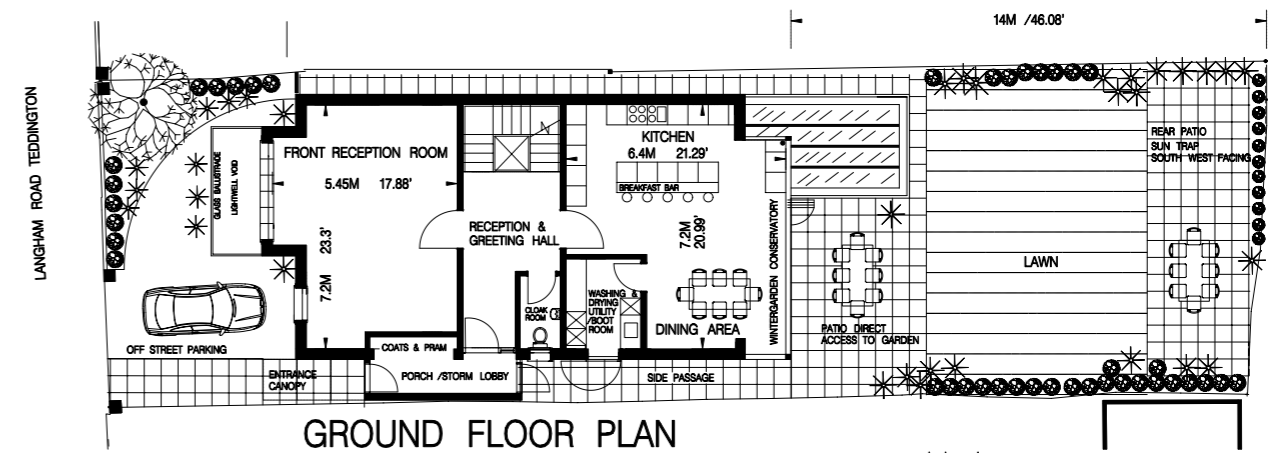 14M /46.08'
LANGHAM ROAD TEDDINGTON
GLASS BALUSTRADE
LIGHTWELL VOID
FRONT RECEPTION ROOM
5.45M 17.88'
7.2M 23.3'
OFF STREET PARKING
ENTRANCE
CANOPY
COATS & PRAM
PORCH /STORM LOBBY
RECEPTION &
GREETING HALL
CLOAK
ROOM
KITCHEN
6.4M 21.29'
BREAKFAST BAR
7.2M
20.99'
WASHING &
DRYING
UTILITY
/BOOT
ROOM
DINING AREA
WINTERGARDEN CONSERVATORY
SIDE PASSAGE
PATIO DIRECT
ACCESS TO GARDEN
LAWN
REAR PATIO
SUN TRAP
SOUTH WEST FACING
GROUND FLOOR PLAN